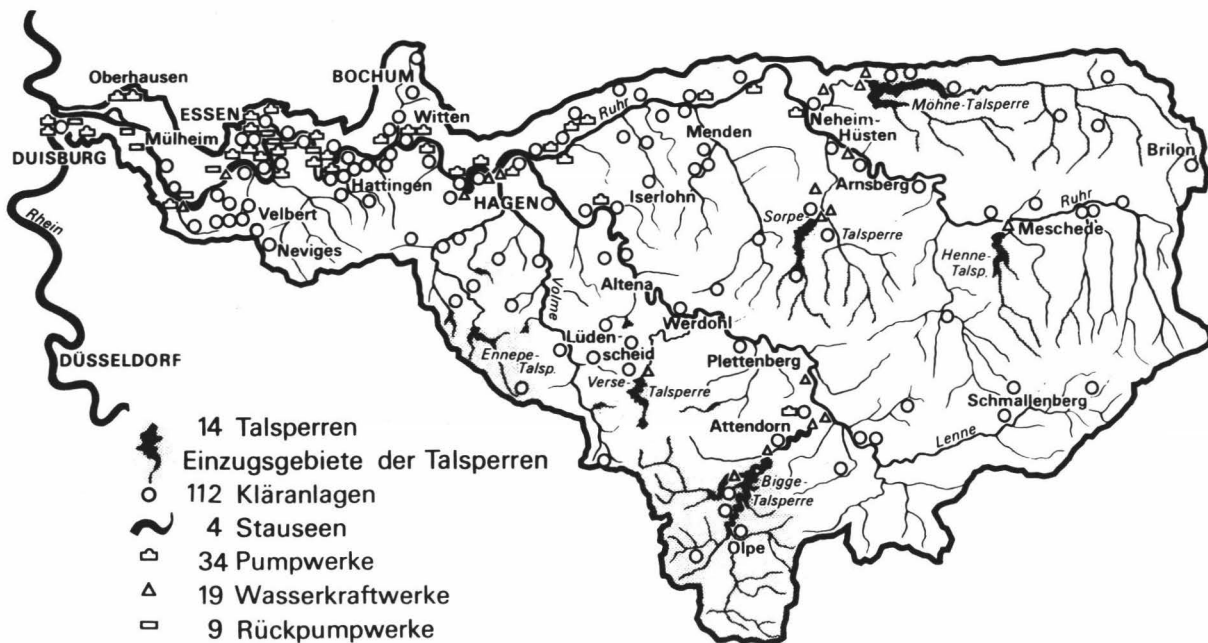 Oberhausen
BOCHUM
ESSEN
Witten
Ruhr
Möhne-Talsperre
Neheim-
Hüsten
Mülheim
Menden
Brilon
DUISBURG
Hattingen
Arnsberg
Iserlohn
HAGEN
Ruhr
Velbert
Sorpe-
Talsperre
Meschede
Rhein
Neviges
Henne-
Talsp.
Altena
Volme
Werdohl
Lüden-
scheid
Plettenberg
DÜSSELDORF
Ennepe-
Talsp.
Verse-
Talsperre
Schmallenberg
Attendorn
Lenne
Bigge-
Talsperre
Olpe
14 Talsperren
Einzugsgebiete der Talsperren
112 Kläranlagen
4 Stauseen
34 Pumpwerke
19 Wasserkraftwerke
9 Rückpumpwerke